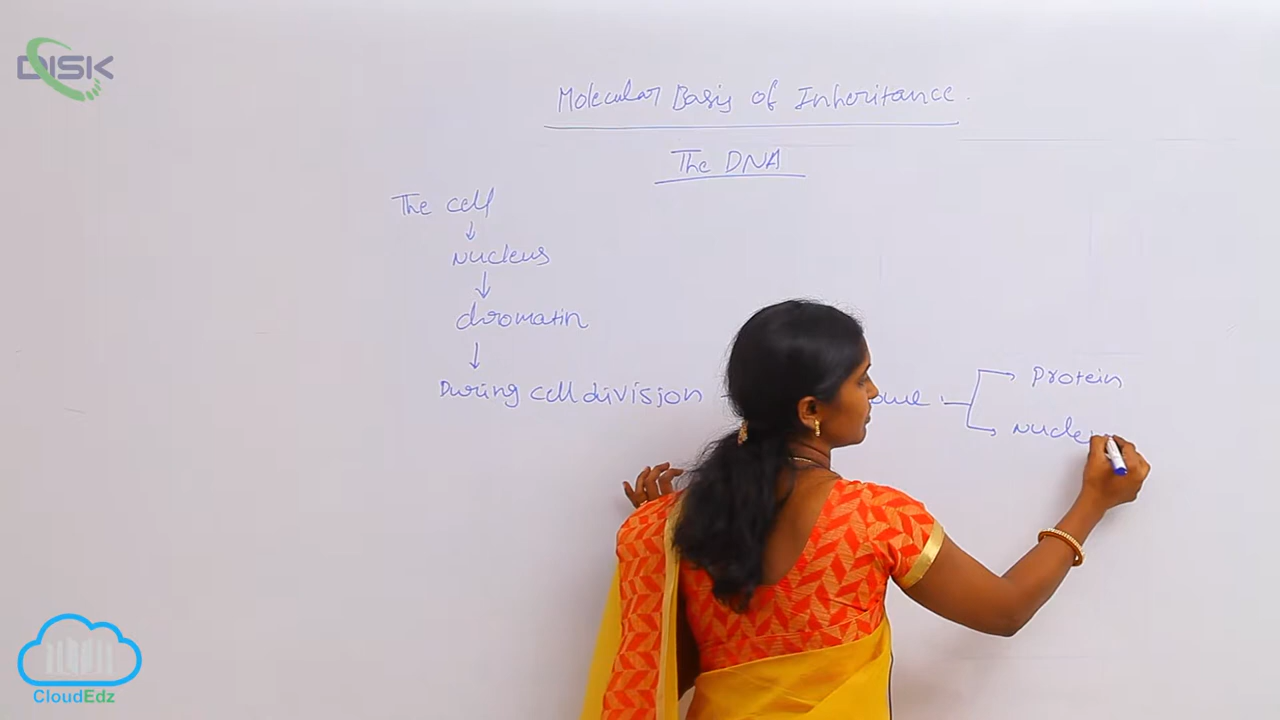 DISK
Molecular Basis of Inheritance.
The DNA
The cell
↓
Nucleus
↓
chromatin
↓
During cell division
Protein
CloudEdz